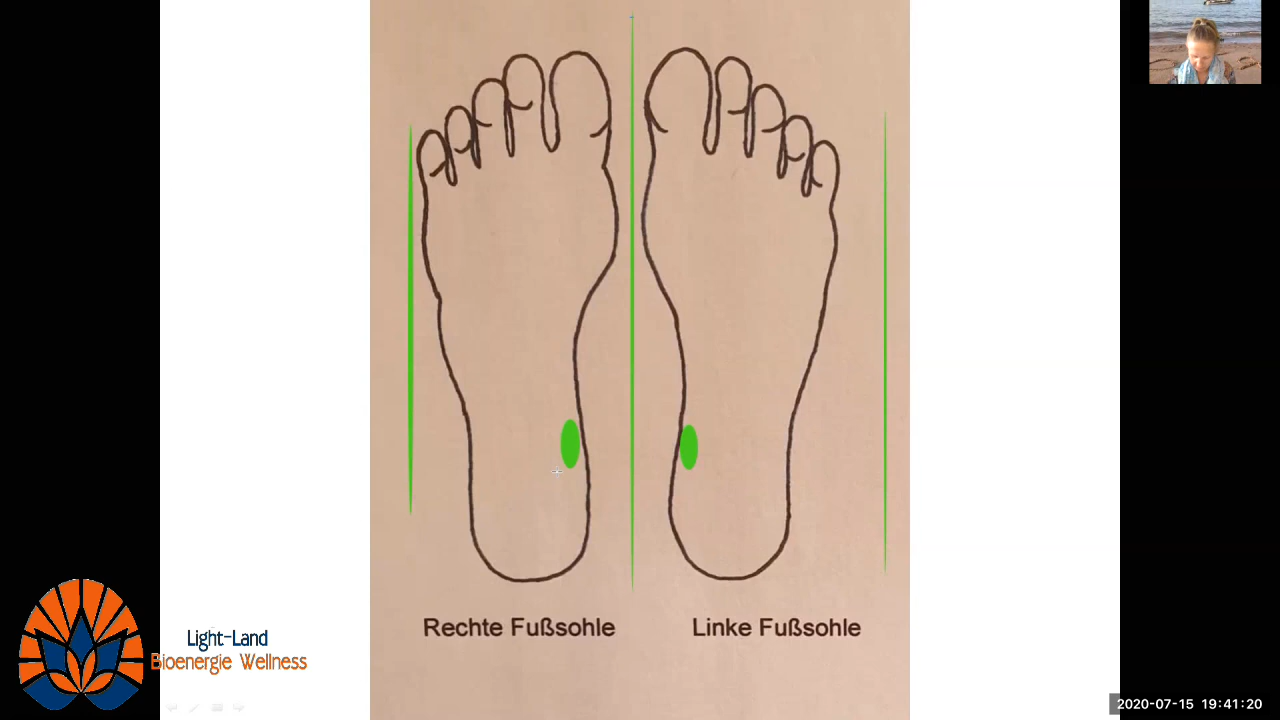 Rechte Fußsohle
Linke Fußsohle
Light-Land
Bioenergie Wellness
2020-07-15 19:41:20